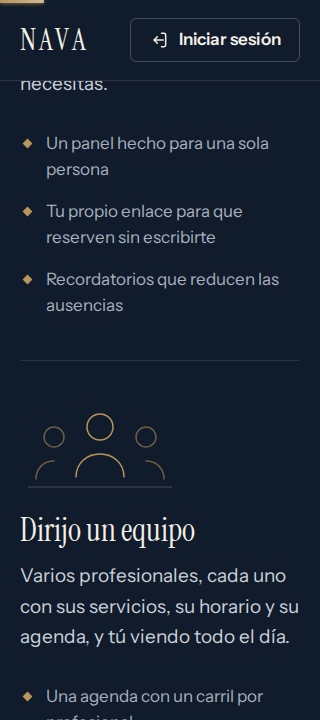 NAVA
Iniciar sesión
necesitas.
Un panel hecho para una sola
persona
Tu propio enlace para que
reserven sin escribirte
Recordatorios que reducen las
ausencias
Dirijo un equipo
Varios profesionales, cada uno
con sus servicios, su horario y su
agenda, y tú viendo todo el día.
Una agenda con un carril por
profesional